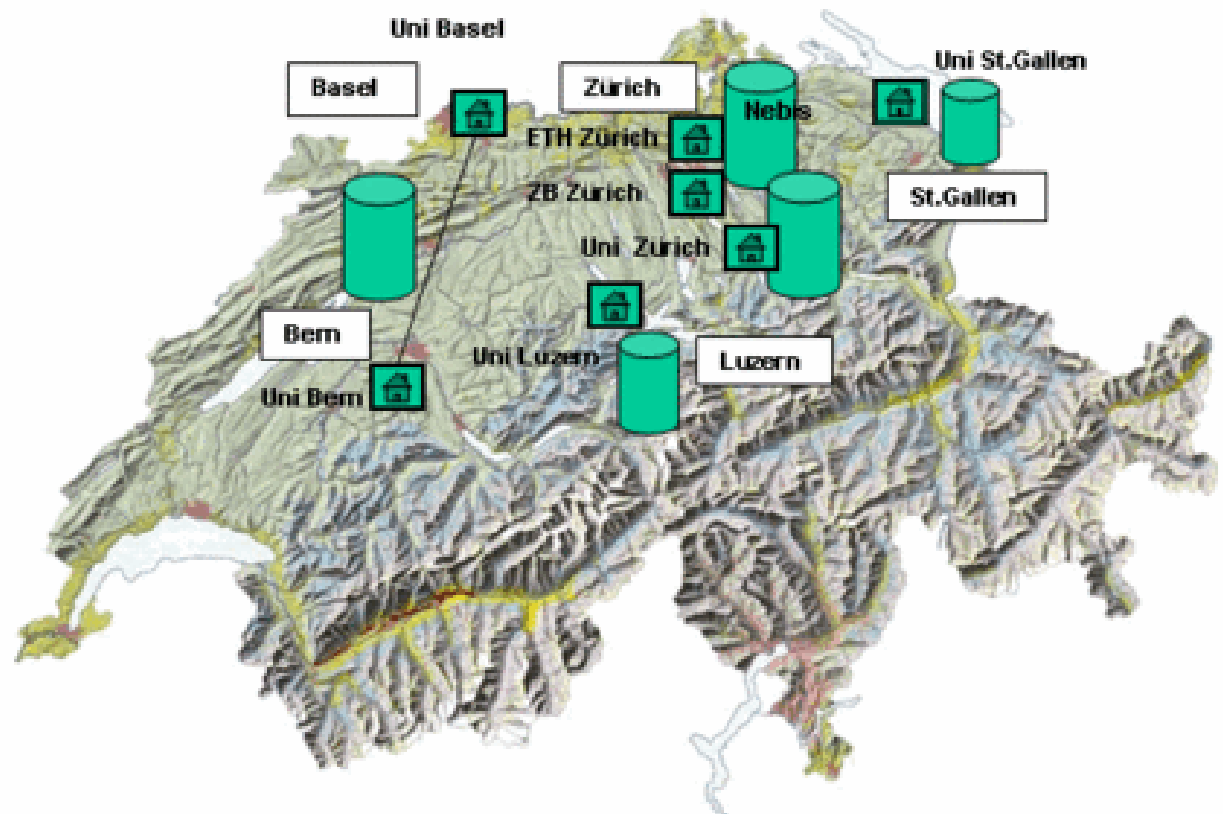 Uni Basel
Uni St.Gallen
Basel
Zürich
Nebis
ETH Zürich
ZB Zürich
St.Gallen
Uni Zürich
Bern
Uni Luzern
Luzern
Uni Bern